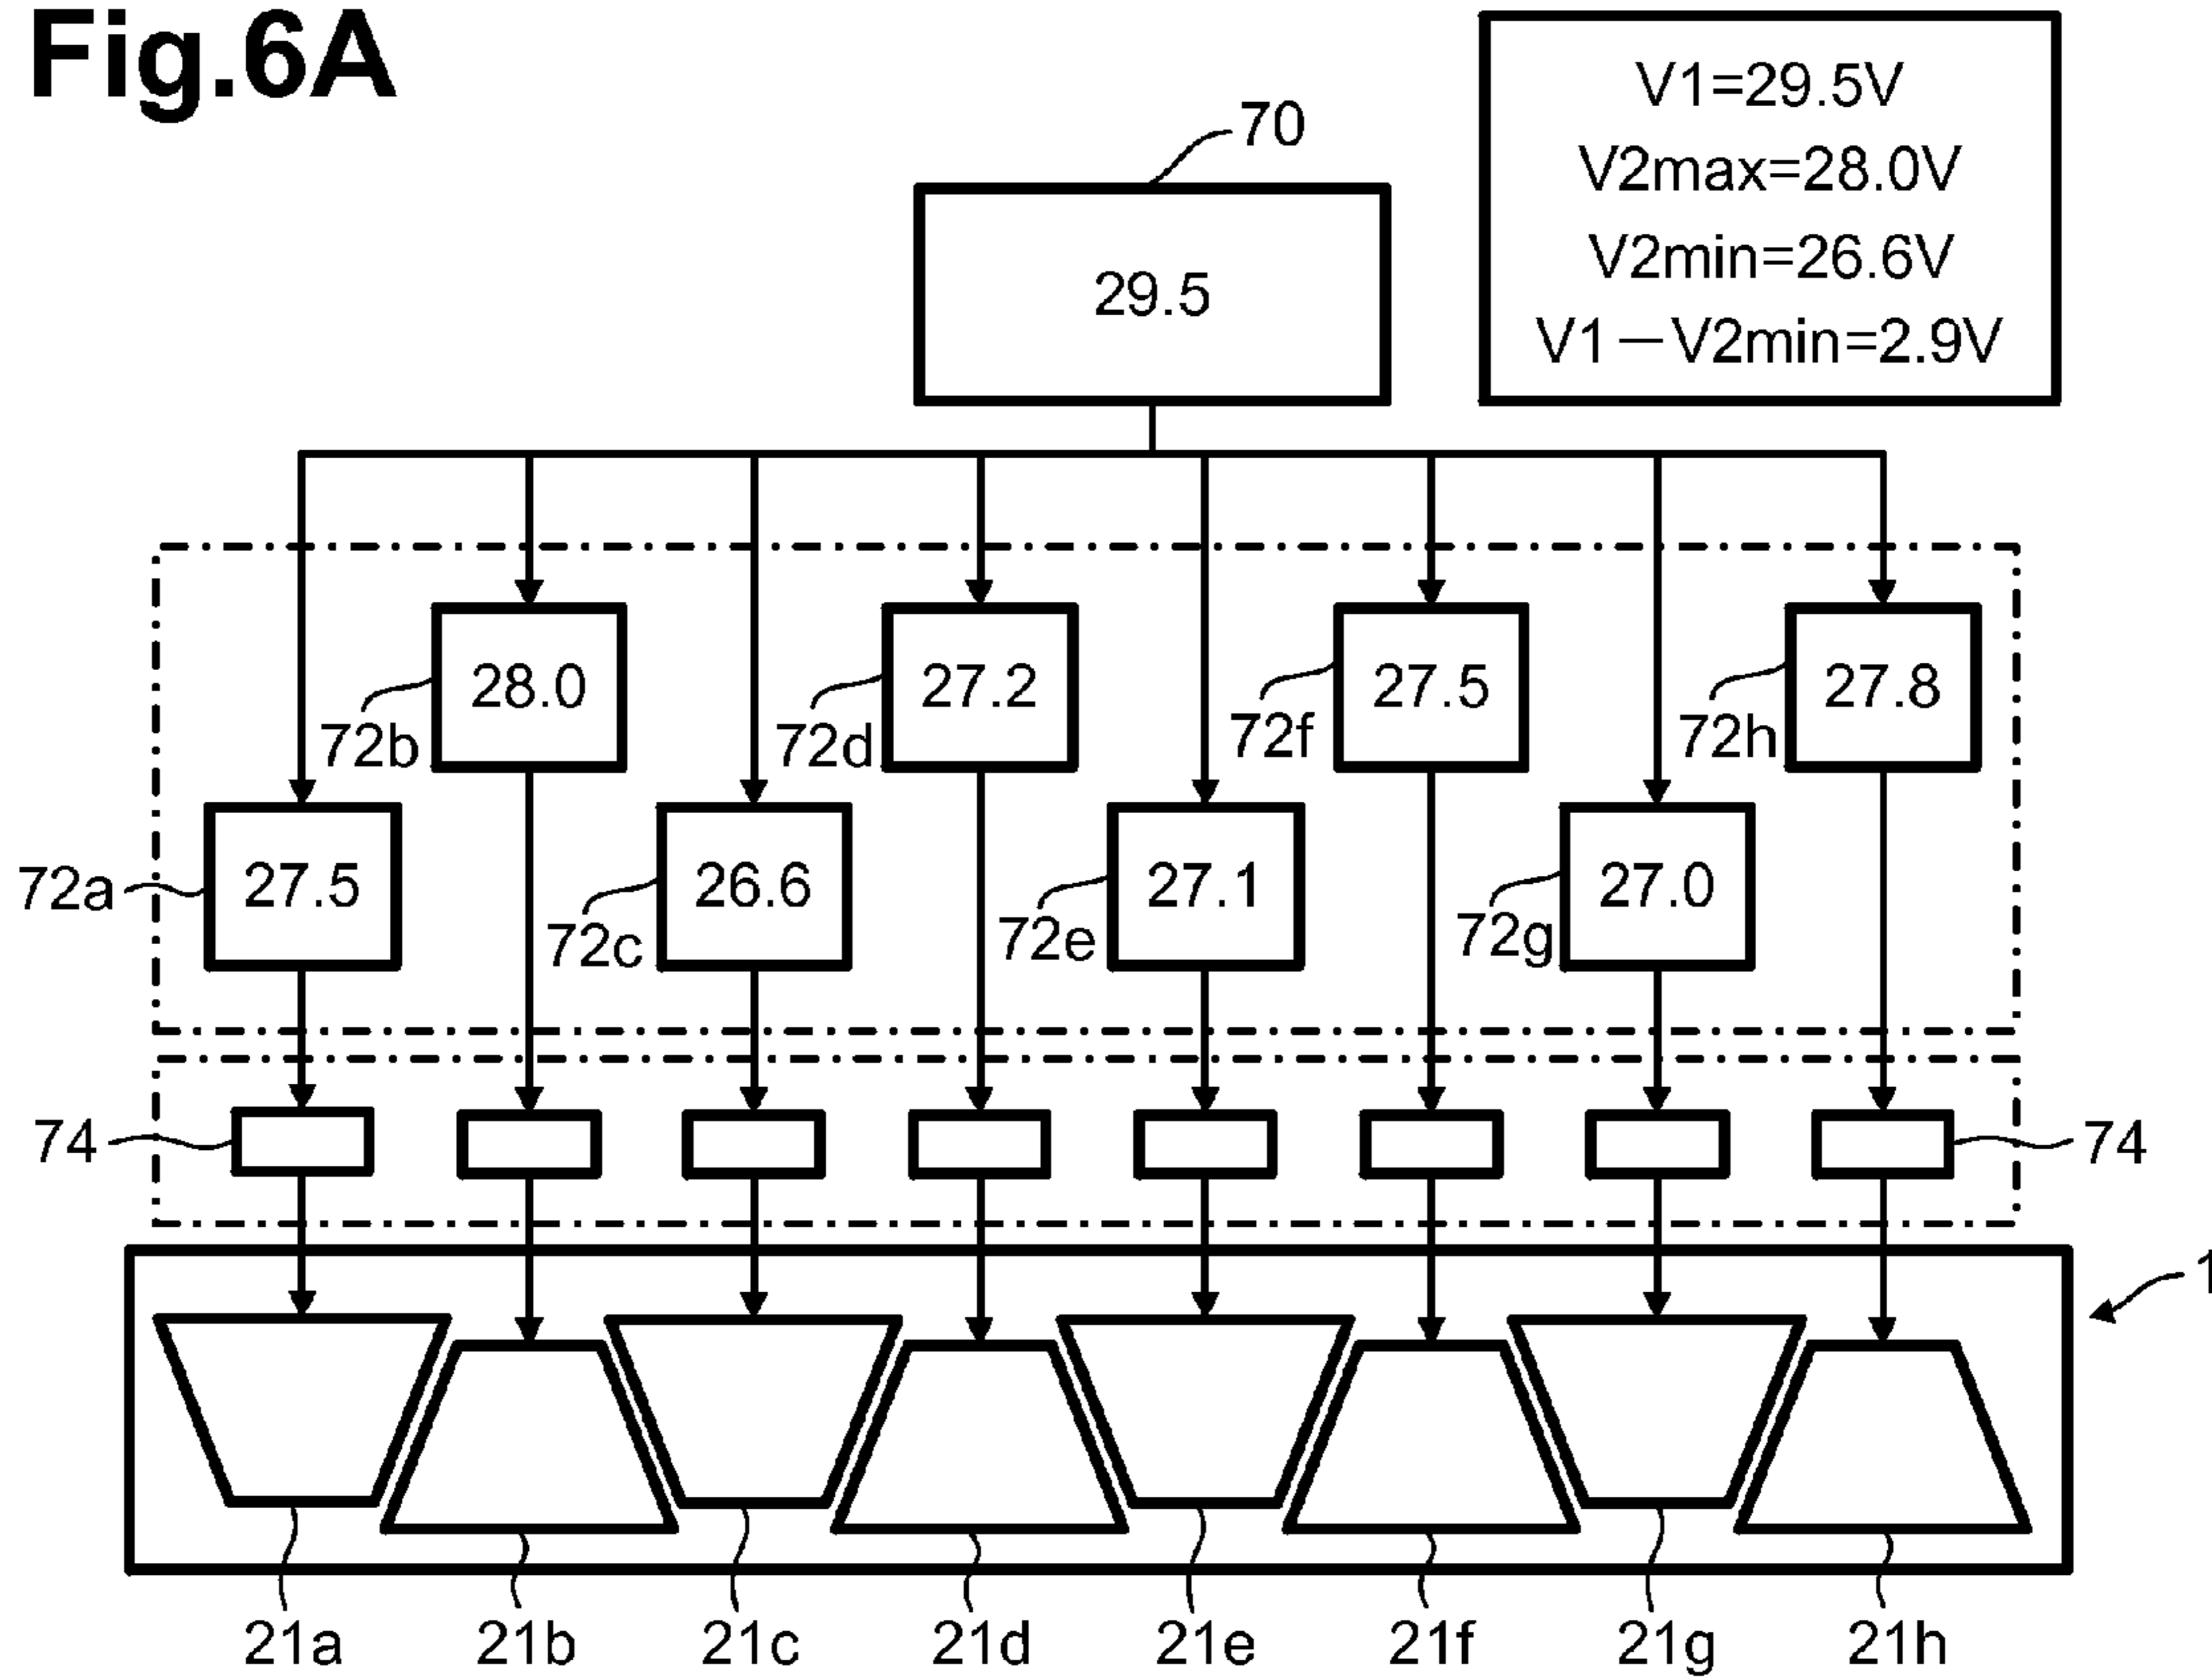 Fig.6A
V1=29.5V
V2max=28.0V
V2min=26.6V
V1－V2min=2.9V
70
29.5
28.0
27.2
27.5
27.8
72b
72d
72f
72h
27.5
26.6
27.1
27.0
72a
72c
72e
72g
74
74
1
21a
21b
21c
21d
21e
21f
21g
21h